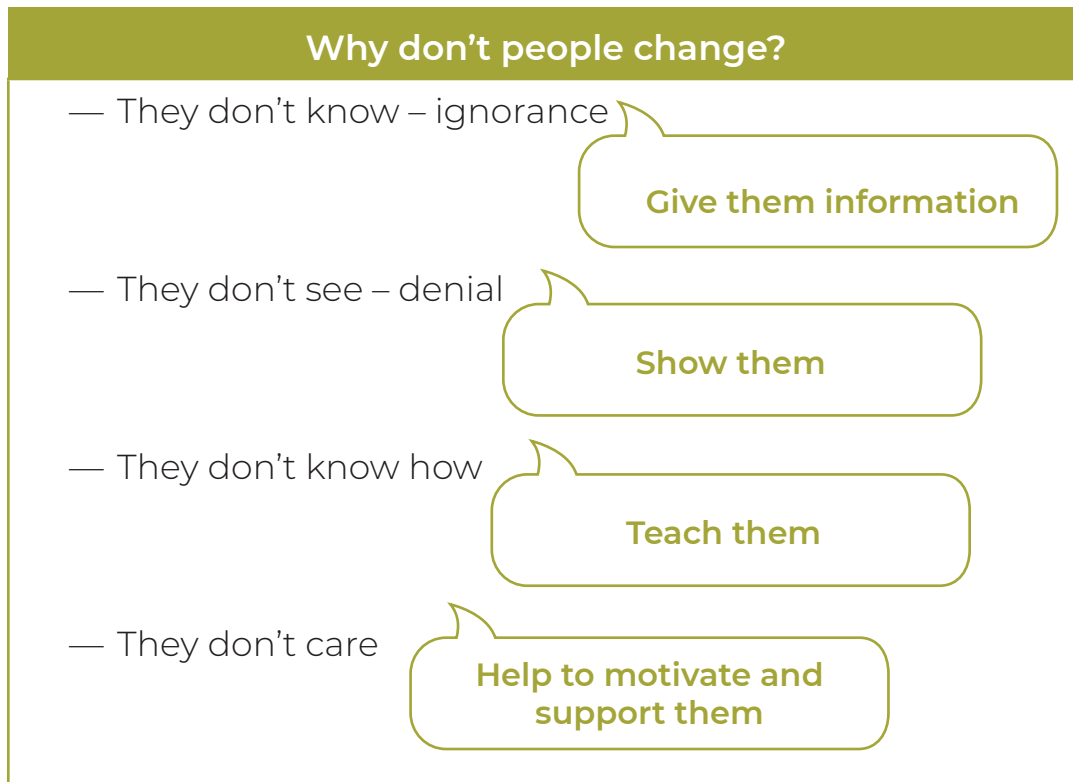 Why don’t people change?
— They don’t know – ignorance
Give them information
— They don’t see – denial
Show them
— They don’t know how
Teach them
— They don’t care
Help to motivate and
support them